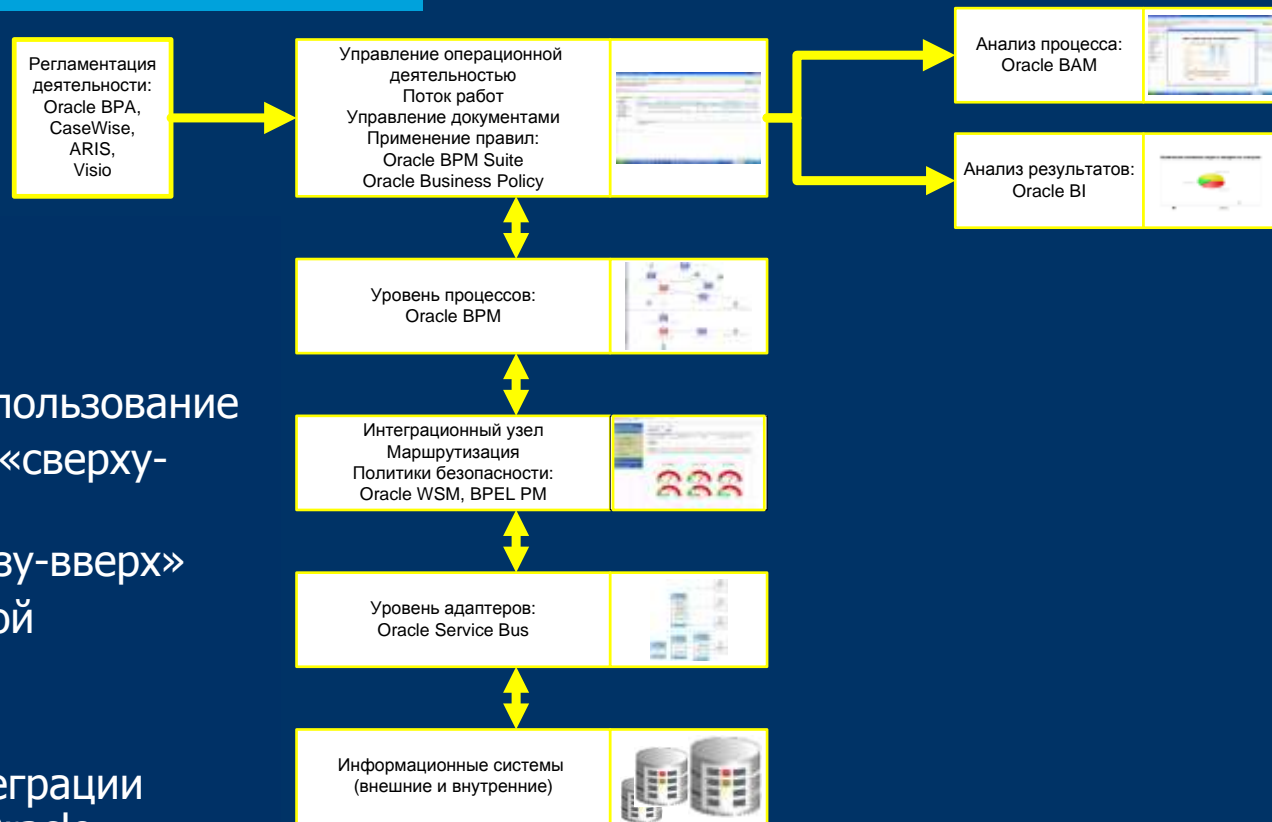 Регламентация
деятельности:
Oracle BPA,
CaseWise,
ARIS,
Visio
Управление операционной
деятельностью
Поток работ
Управление документами
Применение правил:
Oracle BPM Suite
Oracle Business Policy
Анализ процесса:
Oracle BAM
Анализ результатов:
Oracle BI
Уровень процессов:
Oracle BPM
Интеграционный узел
Маршрутизация
Политики безопасности:
Oracle WSM, BPEL PM
Уровень адаптеров:
Oracle Service Bus
Информационные системы
(внешние и внутренние)
пользование
«сверху-
зу-вверх»
ой
еграции